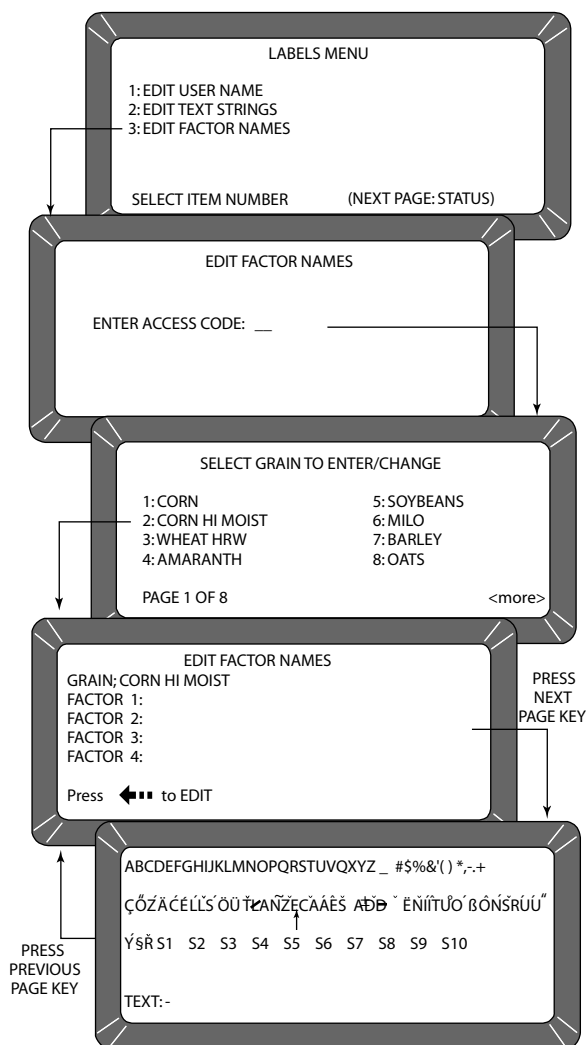 LABELS MENU
1: EDIT USER NAME
2: EDIT TEXT STRINGS
3: EDIT FACTOR NAMES
SELECT ITEM NUMBER (NEXT PAGE: STATUS)
EDIT FACTOR NAMES
ENTER ACCESS CODE: __
SELECT GRAIN TO ENTER/CHANGE
1: CORN 5: SOYBEANS
2: CORN HI MOIST 6: MILO
3: WHEAT HRW 7: BARLEY
4: AMARANTH 8: OATS
PAGE 1 OF 8 <more>
EDIT FACTOR NAMES
GRAIN; CORN HI MOIST
FACTOR 1:
FACTOR 2:
FACTOR 3:
FACTOR 4:
Press to EDIT
PRESS
NEXT
PAGE KEY
ABCDEFGHIJKLMNOPQRSTUVQXYZ _ #$%&'( ) *,-.+
Ý§Ř S1 S2 S3 S4 S5 S6 S7 S8 S9 S10
TEXT: -
PRESS
PREVIOUS
PAGE KEY